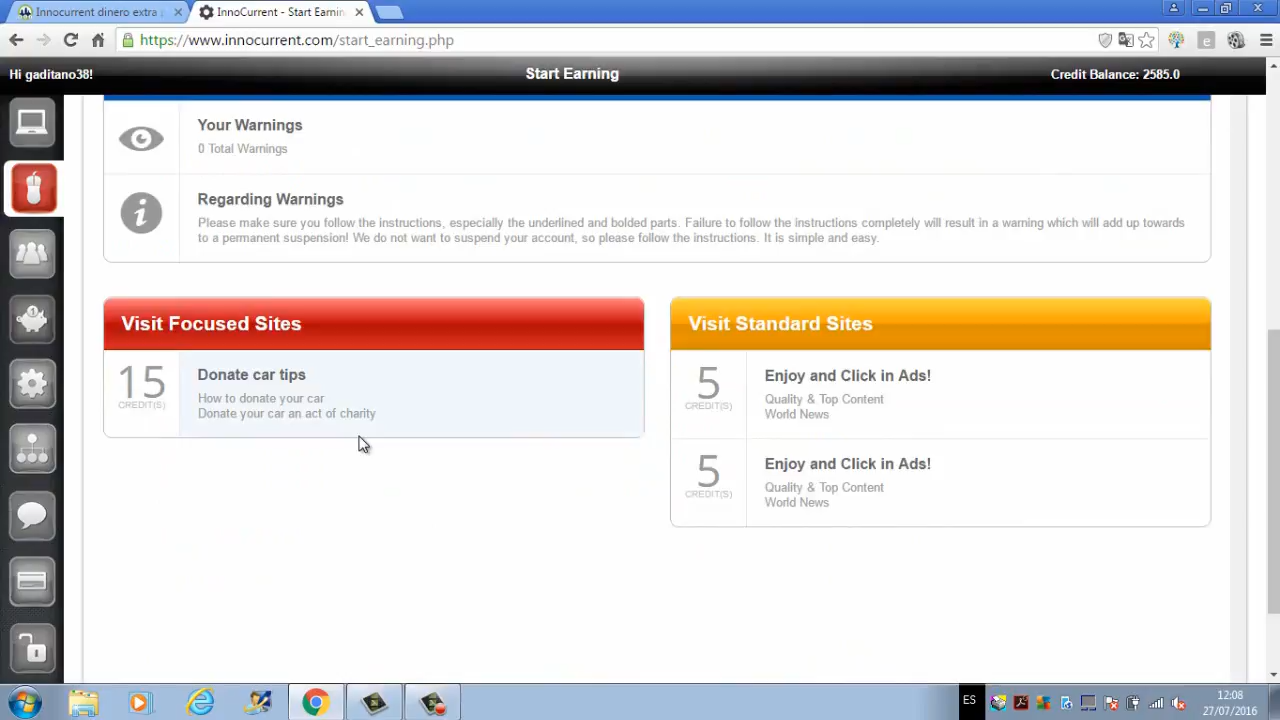 Innocurrent dinero extra
InnoCurrent - Start Earnin
https://www.innocurrent.com/start_earning.php
Hi gaditano38!
Start Earning
Credit Balance: 2585.0
Your Warnings
0 Total Warnings
Regarding Warnings
Please make sure you follow the instructions, especially the underlined and bolded parts. Failure to follow the instructions completely will result in a warning which will add up towards
to a permanent suspension! We do not want to suspend your account, so please follow the instructions. It is simple and easy.
Visit Focused Sites
15
CREDIT(S)
Donate car tips
How to donate your car
Donate your car an act of charity
Visit Standard Sites
5
CREDIT(S)
Enjoy and Click in Ads!
Quality & Top Content
World News
5
CREDIT(S)
Enjoy and Click in Ads!
Quality & Top Content
World News
ES
12:08
27/07/2016